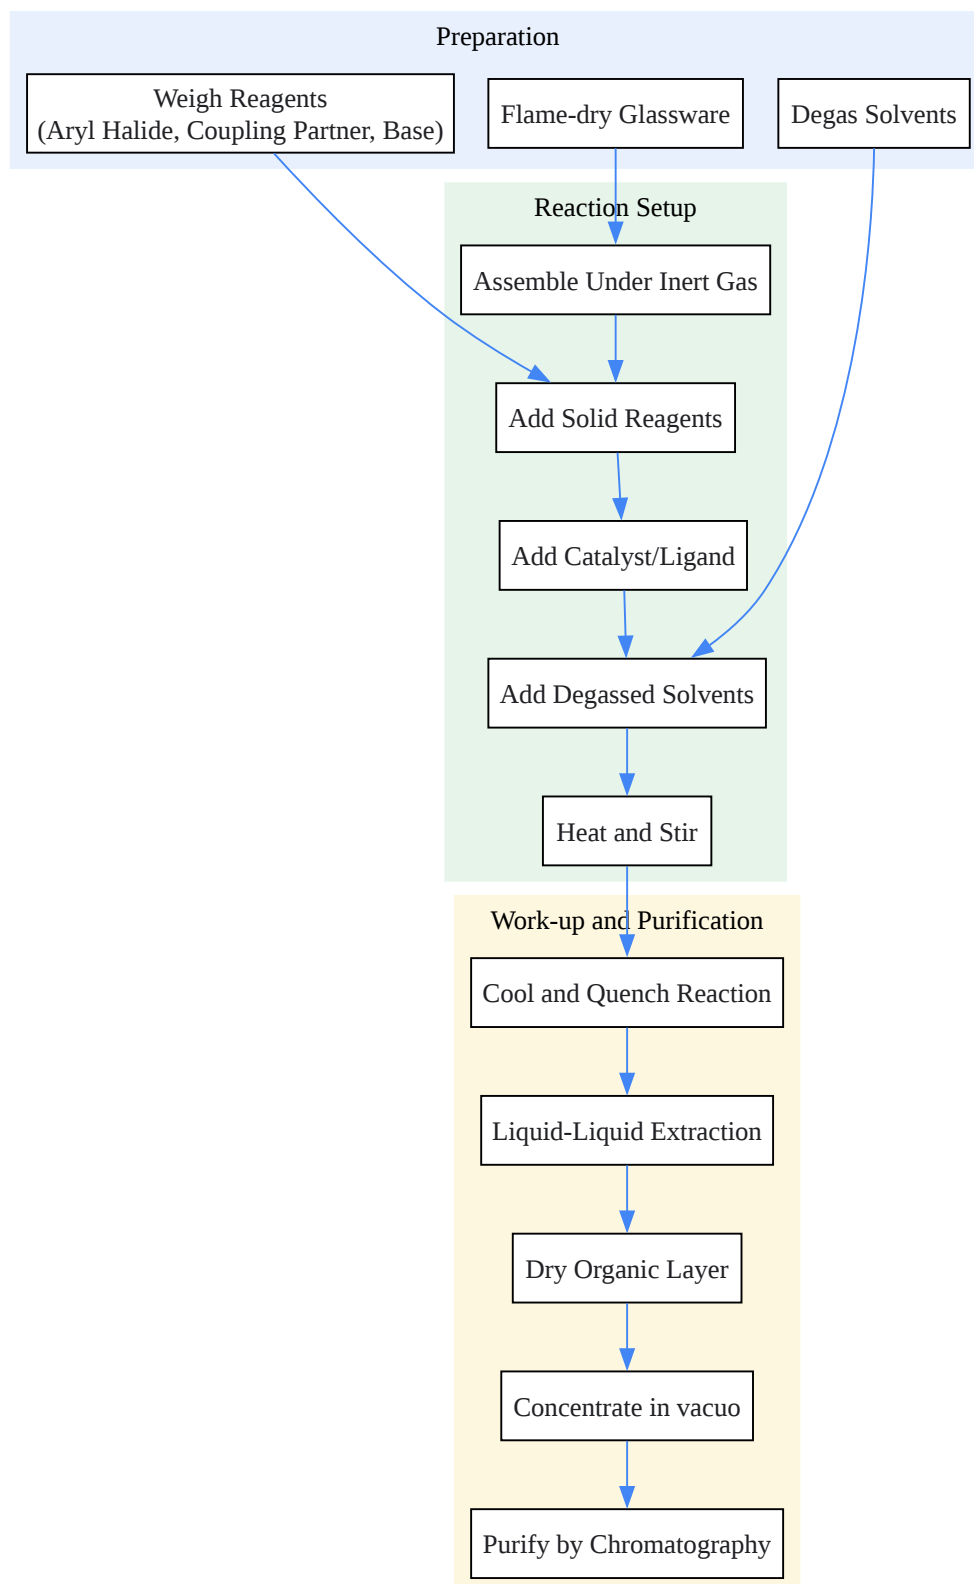 Preparation
Weigh Reagents
(Aryl Halide, Coupling Partner, Base)
Flame-dry Glassware
Degas Solvents
Reaction Setup
Assemble Under Inert Gas
Add Solid Reagents
Add Catalyst/Ligand
Add Degassed Solvents
Heat and Stir
Work-up and Purification
Cool and Quench Reaction
Liquid-Liquid Extraction
Dry Organic Layer
Concentrate in vacuo
Purify by Chromatography